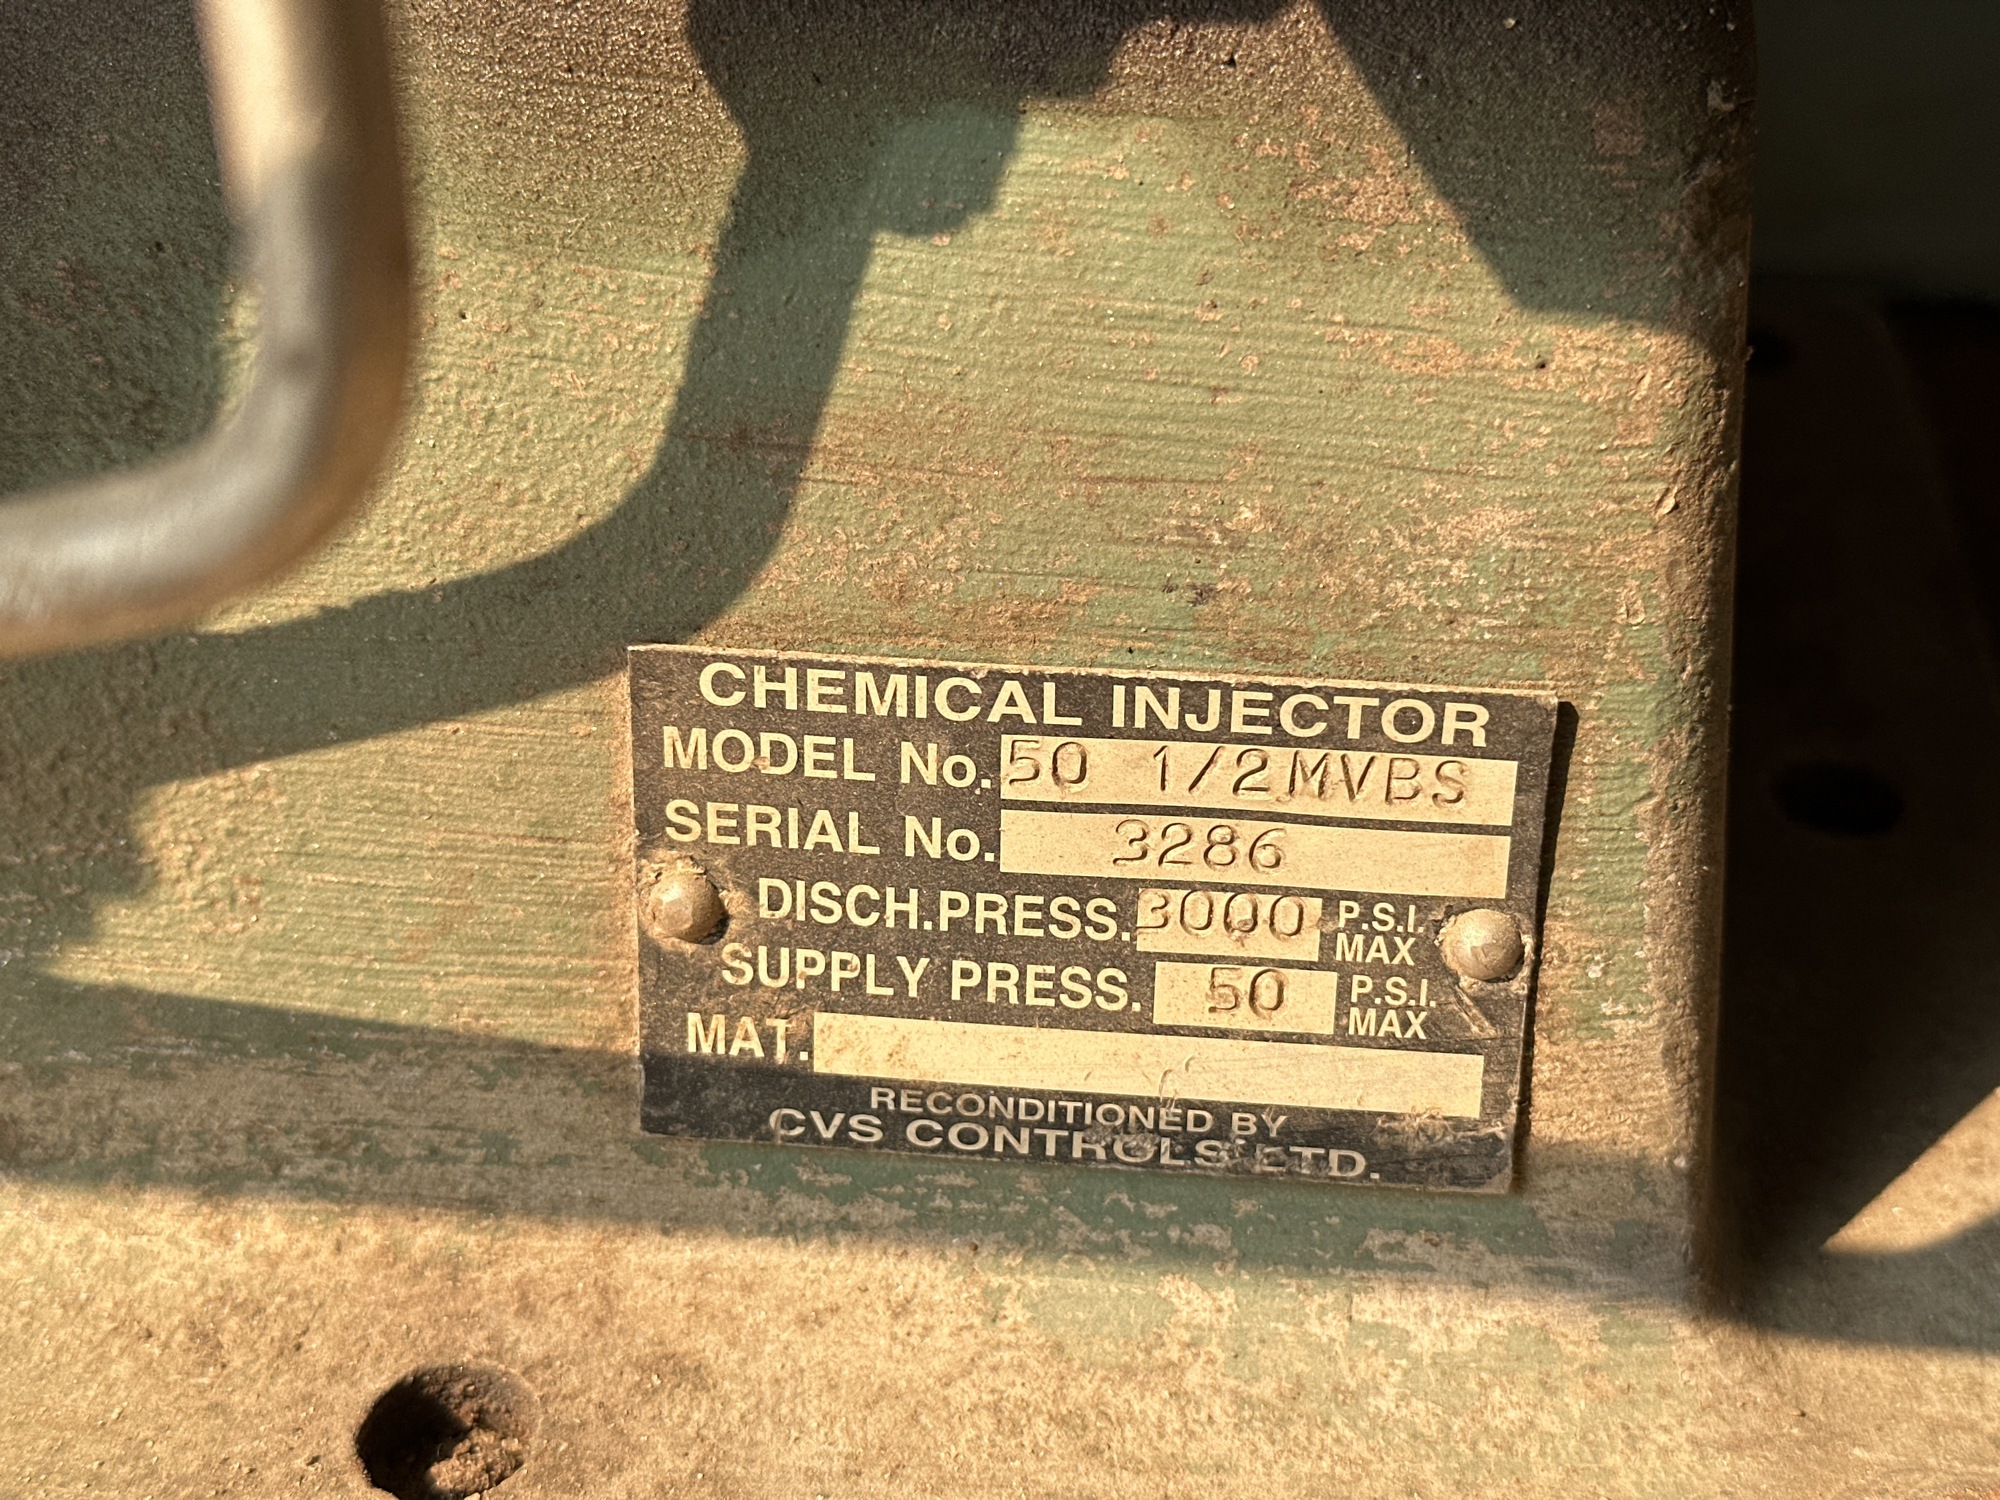 CHEMICAL INJECTOR
MODEL No. 50 1/2MVBS
SERIAL No. 3286
DISCH.PRESS. 3000 P.S.I. MAX
SUPPLY PRESS. 50 P.S.I. MAX
MAT.
RECONDITIONED BY
CVS CONTROLS LTD.